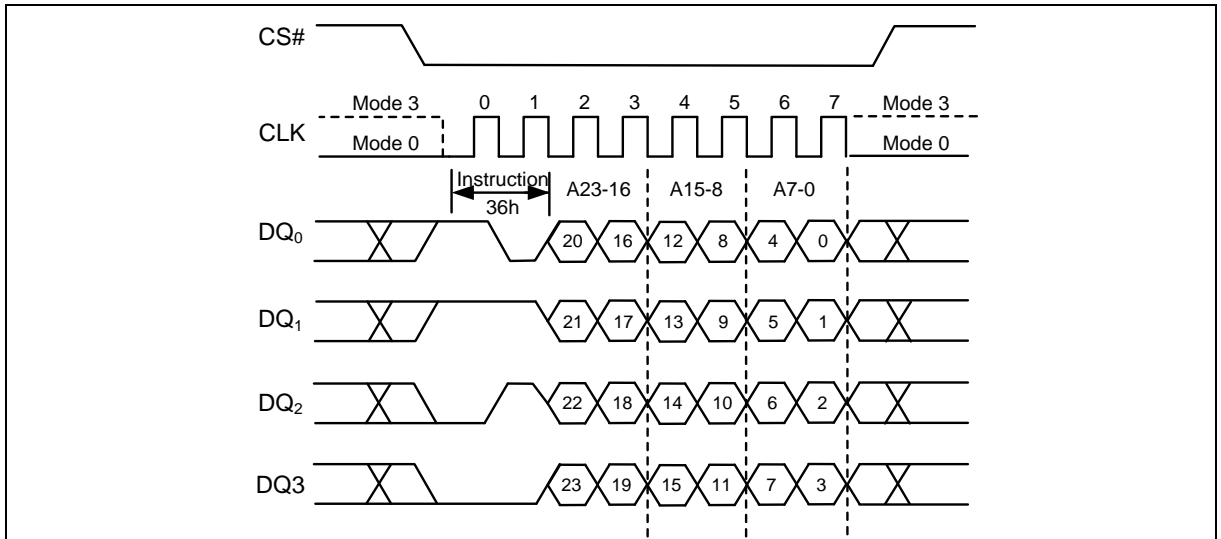 CS#
Mode 3 0 1 2 3 4 5 6 7 Mode 3
CLK
Mode 0 Mode 0
Instruction A23-16 A15-8 A7-0
36h
DQ0 20 16 12 8 4 0
DQ1 21 17 13 9 5 1
DQ2 22 18 14 10 6 2
DQ3 23 19 15 11 7 3